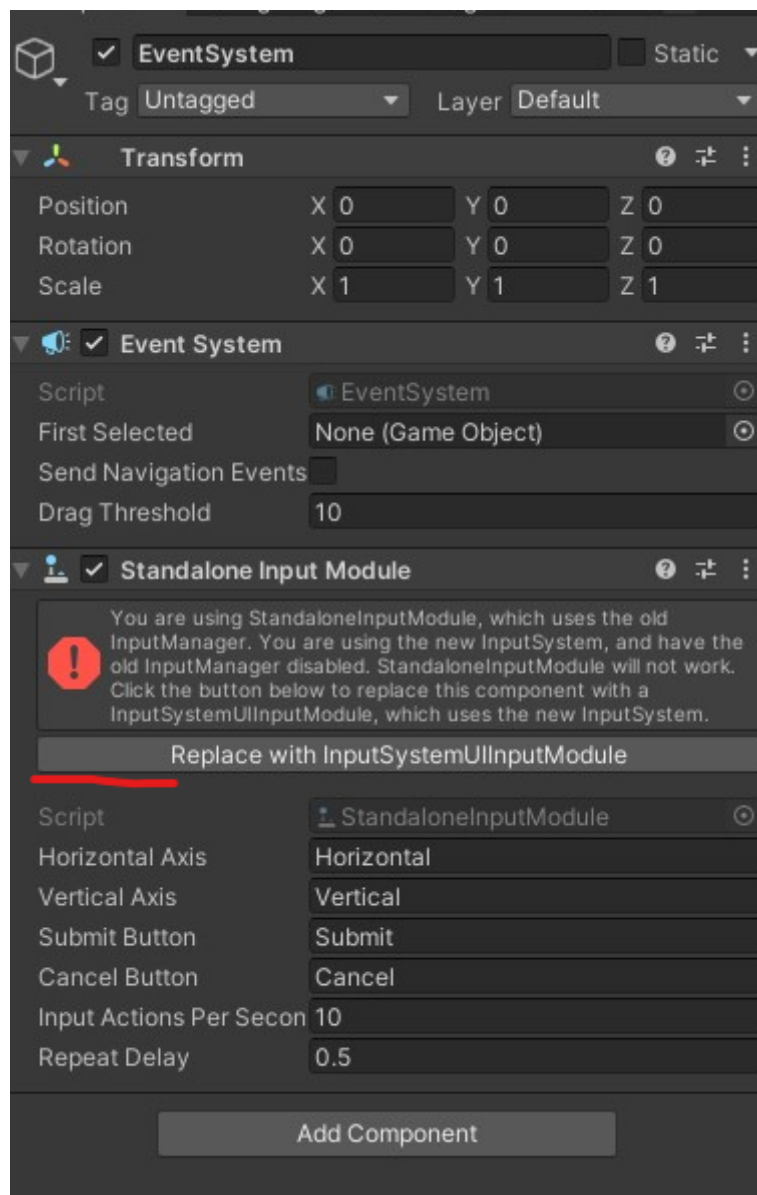 EventSystem Static
Tag Untagged Layer Default
Transform
Position X 0 Y 0 Z 0
Rotation X 0 Y 0 Z 0
Scale X 1 Y 1 Z 1
Event System
Script EventSystem
First Selected None (Game Object)
Send Navigation Events
Drag Threshold 10
Standalone Input Module
You are using StandaloneInputModule, which uses the old
InputManager. You are using the new InputSystem, and have the
old InputManager disabled. StandaloneInputModule will not work.
Click the button below to replace this component with a
InputSystemUIInputModule, which uses the new InputSystem.
Replace with InputSystemUIInputModule
Script StandaloneInputModule
Horizontal Axis Horizontal
Vertical Axis Vertical
Submit Button Submit
Cancel Button Cancel
Input Actions Per Secon 10
Repeat Delay 0.5
Add Component